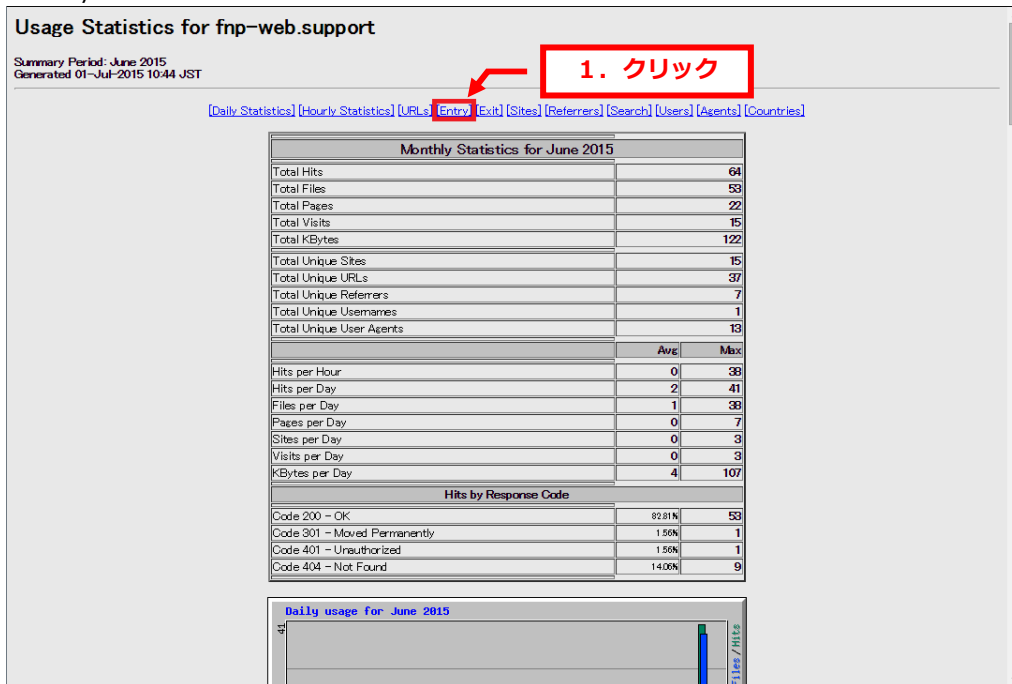 Usage Statistics for fnp-web.support
Summary Period: June 2015
Generated 01-Jul-2015 10:44 JST
1. クリック
[Daily Statistics] [Hourly Statistics] [URLs] [Entry] [Exit] [Sites] [Referrers] [Search] [Users] [Agents] [Countries]
Monthly Statistics for June 2015
Total Hits 64
Total Files 53
Total Pages 22
Total Visits 15
Total KBytes 122
Total Unique Sites 15
Total Unique URLs 37
Total Unique Referrers 7
Total Unique Usernames 1
Total Unique User Agents 13
Avg Max
Hits per Hour 0 38
Hits per Day 2 41
Files per Day 1 38
Pages per Day 0 7
Sites per Day 0 3
Visits per Day 0 3
KBytes per Day 4 107
Hits by Response Code
Code 200 - OK 82.81% 53
Code 301 - Moved Permanently 1.56% 1
Code 401 - Unauthorized 1.56% 1
Code 404 - Not Found 14.06% 9
Daily usage for June 2015
41
Files / Hits